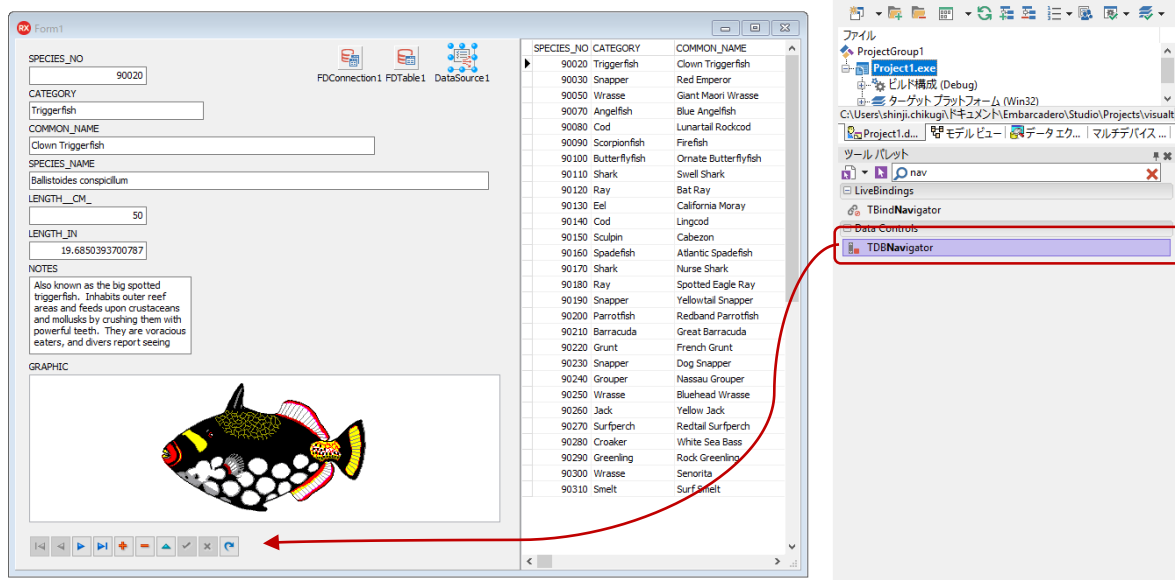 Form1
SPECIES_NO
90020
CATEGORY
Triggerfish
COMMON_NAME
Clown Triggerfish
SPECIES_NAME
Ballistoides conspicillum
LENGTH__CM_
50
LENGTH_IN
19.6850393700787
NOTES
Also known as the big spotted
triggerfish.  Inhabits outer reef
areas and feeds upon crustaceans
and mollusks by crushing them with
powerful teeth.  They are voracious
eaters, and divers report seeing
GRAPHIC
FDConnection1 FDTable1 DataSource1
SPECIES_NO CATEGORY COMMON_NAME
90020 Triggerfish Clown Triggerfish
90030 Snapper Red Emperor
90050 Wrasse Giant Maori Wrasse
90070 Angelfish Blue Angelfish
90080 Cod Lunartail Rockcod
90090 Scorpionfish Firefish
90100 Butterflyfish Ornate Butterflyfish
90110 Shark Swell Shark
90120 Ray Bat Ray
90130 Eel California Moray
90140 Cod Lingcod
90150 Sculpin Cabezon
90160 Spadefish Atlantic Spadefish
90170 Shark Nurse Shark
90180 Ray Spotted Eagle Ray
90190 Snapper Yellowtail Snapper
90200 Parrotfish Redband Parrotfish
90210 Barracuda Great Barracuda
90220 Grunt French Grunt
90230 Snapper Dog Snapper
90240 Grouper Nassau Grouper
90250 Wrasse Bluehead Wrasse
90260 Jack Yellow Jack
90270 Surfperch Redtail Surfperch
90280 Croaker White Sea Bass
90290 Greenling Rock Greenling
90300 Wrasse Senorita
90310 Smelt Surf Smelt
ファイル
ProjectGroup1
Project1.exe
ビルド構成 (Debug)
ターゲット プラットフォーム (Win32)
C:\Users\shinji.chikugi\ドキュメント\Embarcadero\Studio\Projects\visualt
Project1.d... モデル ビュー データ エク... マルチデバイス ...
ツール パレット
nav
LiveBindings
TBindNavigator
Data Controls
TDBNavigator